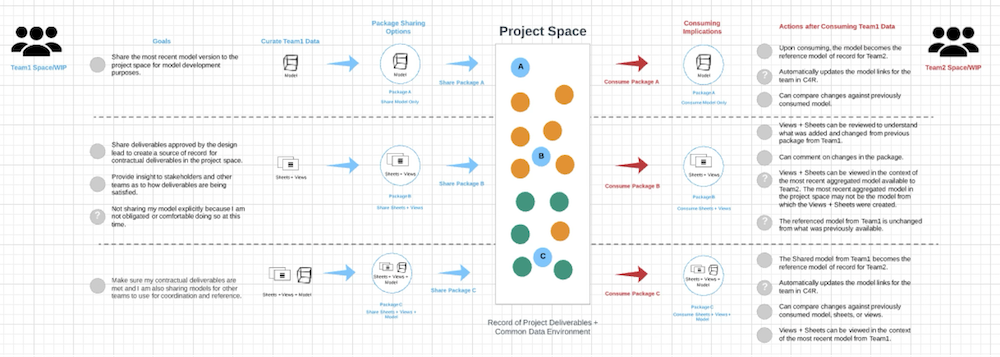 Package Sharing
Options
Project Space
Consuming
Implications
Actions after Consuming Team1 Data
Goals
Curate Team1 Data
Team1 Space/WIP
Team2 Space/WIP
Share the most recent model version to the
project space for model development
purposes.
Model
Model
Package A
Share Model Only
Share Package A
A
Consume Package A
Model
Package A
Consume Model Only
Upon consuming, the model becomes the
reference model of record for Team2.
?
Automatically updates the model links for the
team in C4R.
Can compare changes against previously
consumed model.
Share deliverables approved by the design
lead to create a source of record for
contractual deliverables in the project space.
Provide insight to stakeholders and other
teams as to how deliverables are being
satisfied.
?
Not sharing my model explicitly because I am
not obligated or comfortable doing so at this
time.
Sheets + Views
Sheets + Views
Package B
Share Sheets + Views
Share Package B
B
Consume Package B
Sheets + Views
Package B
Consume Sheets + Views
Views + Sheets can be reviewed to understand
what was added and changed from previous
package from Team1.
Can comment on changes in the package.
?
Views + Sheets can be viewed in the context of
the most recent aggregated model available to
Team2. The most recent aggregated model in
the project space may not be the model from
which the Views + Sheets were created.
?
The referenced model from Team1 is unchanged
from what was previously available.
Make sure my contractual deliverables are
met and I am also sharing models for other
teams to use for coordination and reference.
Sheets + Views + Model
Sheets + Views +
Model
Package C
Share Sheets + Views +
Model
Share Package C
C
Consume Package C
Sheets + Views +
Model
Package C
Consume Sheets + Views +
Model
The Shared model from Team1 becomes the
reference model of record for Team2.
Automatically updates the model links for the
team in C4R.
Can compare changes against previously
consumed model, sheets, or views.
Views + Sheets can be viewed in the context
of the most recent model from Team1.
Record of Project Deliverables +
Common Data Environment